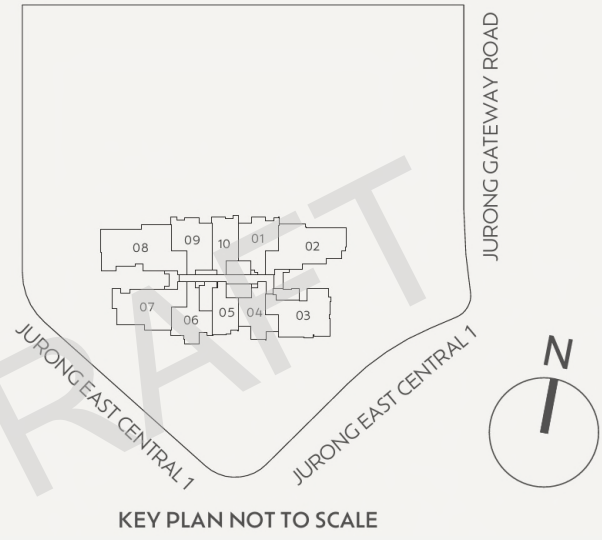 JURONG GATEWAY ROAD
09
10
01
08
02
07
06
05
04
03
JURONG EAST CENTRAL 1
JURONG EAST CENTRAL 1
N
RAFT
KEY PLAN NOT TO SCALE